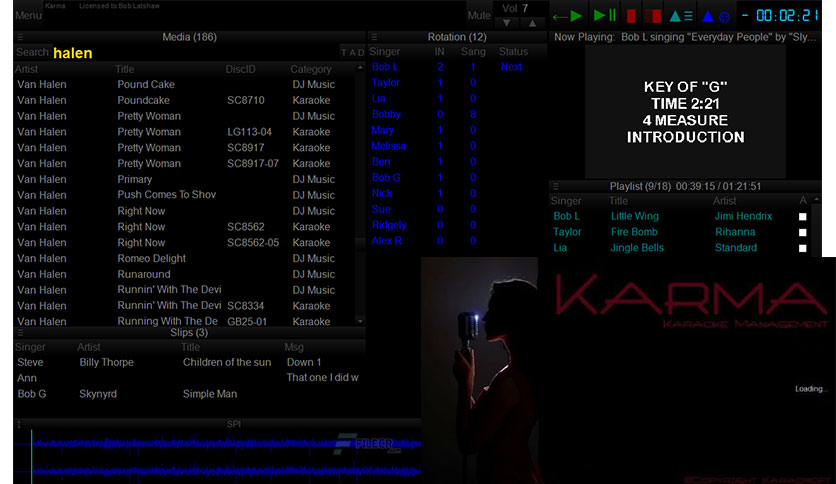 Karma Licensed to Bob Latshaw
Menu
Mute
Vol 7
- 00:02:21
Media (186)
Search: halen
T A D
Artist Title DiscID Category
Van Halen Pound Cake DJ Music
Van Halen Poundcake SC8710 Karaoke
Van Halen Pretty Woman DJ Music
Van Halen Pretty Woman LG113-04 Karaoke
Van Halen Pretty Woman SC8917 Karaoke
Van Halen Pretty Woman SC8917-07 Karaoke
Van Halen Primary DJ Music
Van Halen Push Comes To Shov DJ Music
Van Halen Right Now DJ Music
Van Halen Right Now SC8562 Karaoke
Van Halen Right Now SC8562-05 Karaoke
Van Halen Romeo Delight DJ Music
Van Halen Runaround DJ Music
Van Halen Runnin' With The Devi DJ Music
Van Halen Runnin' With The Devi SC8334 Karaoke
Van Halen Running With The De GB25-01 Karaoke
Rotation (12)
Singer IN Sang Status
Bob L 2 1 Next
Taylor 1 0
Lia 1 0
Bobby 0 8
Mary 1 0
Melissa 1 0
Ben 1 0
Bob G 1 0
Nick 1 0
Sue 0 0
Ridgely 0 0
Alex R 0 0
Now Playing: Bob L singing "Everyday People" by "Sly...
KEY OF "G"
TIME 2:21
4 MEASURE
INTRODUCTION
Playlist (9/18) 00:39:15 / 01:21:51
Singer Title Artist A
Bob L Little Wing Jimi Hendrix
Taylor Fire Bomb Rihanna
Lia Jingle Bells Standard
Slips (3)
Singer Artist Title Msg
Steve Billy Thorpe Children of the sun Down 1
Ann That one I did w
Bob G Skynyrd Simple Man
SPI
FILECR
KARMA
KARAOKE MANAGEMENT
Loading...